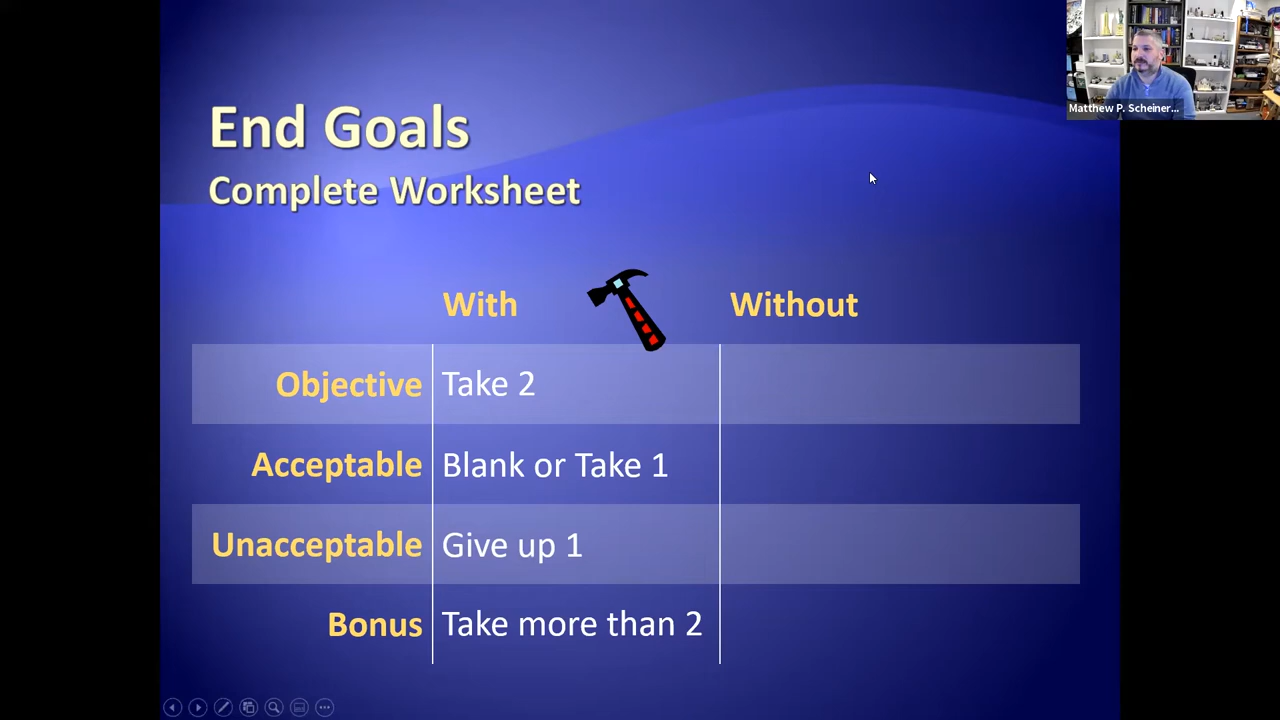 Matthew P. Scheiner...
End Goals
Complete Worksheet
With
Without
Objective
Take 2
Acceptable
Blank or Take 1
Unacceptable
Give up 1
Bonus
Take more than 2